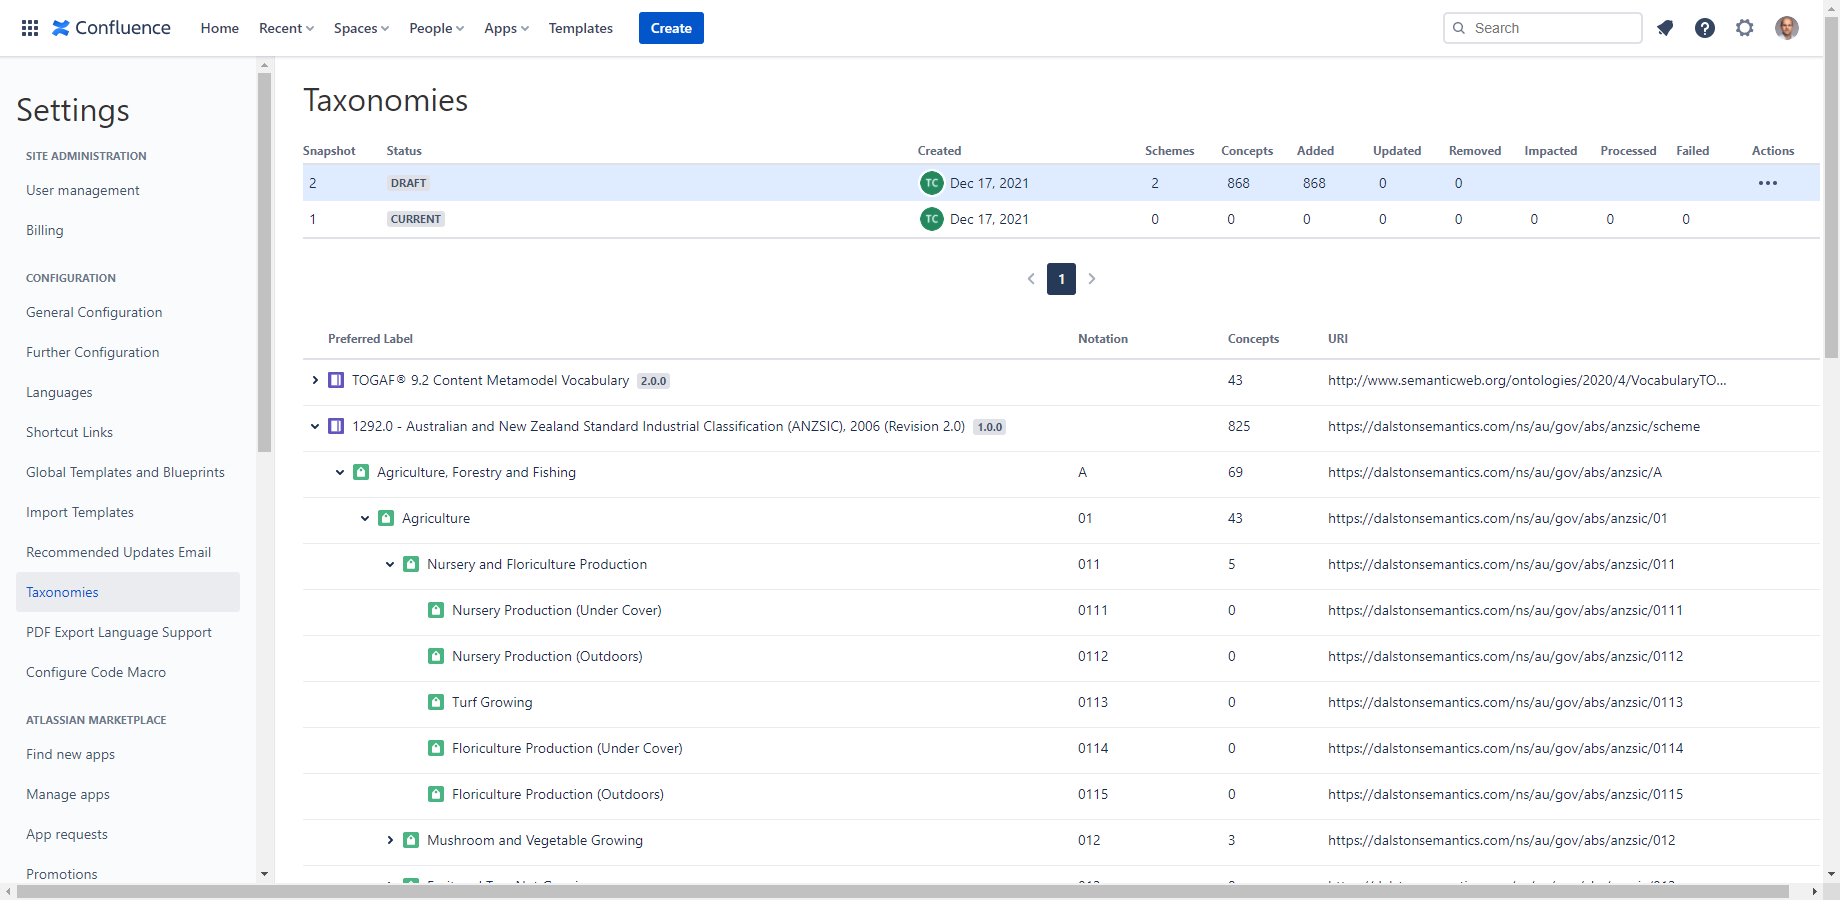 Confluence Home Recent Spaces People Apps Templates Create Search
Settings
SITE ADMINISTRATION
User management
Billing
CONFIGURATION
General Configuration
Further Configuration
Languages
Shortcut Links
Global Templates and Blueprints
Import Templates
Recommended Updates Email
Taxonomies
PDF Export Language Support
Configure Code Macro
ATLASSIAN MARKETPLACE
Find new apps
Manage apps
App requests
Promotions
Taxonomies
Snapshot Status Created Schemes Concepts Added Updated Removed Impacted Processed Failed Actions
2 DRAFT TC Dec 17, 2021 2 868 868 0 0
1 CURRENT TC Dec 17, 2021 0 0 0 0 0 0 0 0
1
Preferred Label Notation Concepts URI
TOGAF® 9.2 Content Metamodel Vocabulary 2.0.0 43 http://www.semanticweb.org/ontologies/2020/4/VocabularyTO...
1292.0 - Australian and New Zealand Standard Industrial Classification (ANZSIC), 2006 (Revision 2.0) 1.0.0 825 https://dalstonsemantics.com/ns/au/gov/abs/anzsic/scheme
Agriculture, Forestry and Fishing A 69 https://dalstonsemantics.com/ns/au/gov/abs/anzsic/A
Agriculture 01 43 https://dalstonsemantics.com/ns/au/gov/abs/anzsic/01
Nursery and Floriculture Production 011 5 https://dalstonsemantics.com/ns/au/gov/abs/anzsic/011
Nursery Production (Under Cover) 0111 0 https://dalstonsemantics.com/ns/au/gov/abs/anzsic/0111
Nursery Production (Outdoors) 0112 0 https://dalstonsemantics.com/ns/au/gov/abs/anzsic/0112
Turf Growing 0113 0 https://dalstonsemantics.com/ns/au/gov/abs/anzsic/0113
Floriculture Production (Under Cover) 0114 0 https://dalstonsemantics.com/ns/au/gov/abs/anzsic/0114
Floriculture Production (Outdoors) 0115 0 https://dalstonsemantics.com/ns/au/gov/abs/anzsic/0115
Mushroom and Vegetable Growing 012 3 https://dalstonsemantics.com/ns/au/gov/abs/anzsic/012